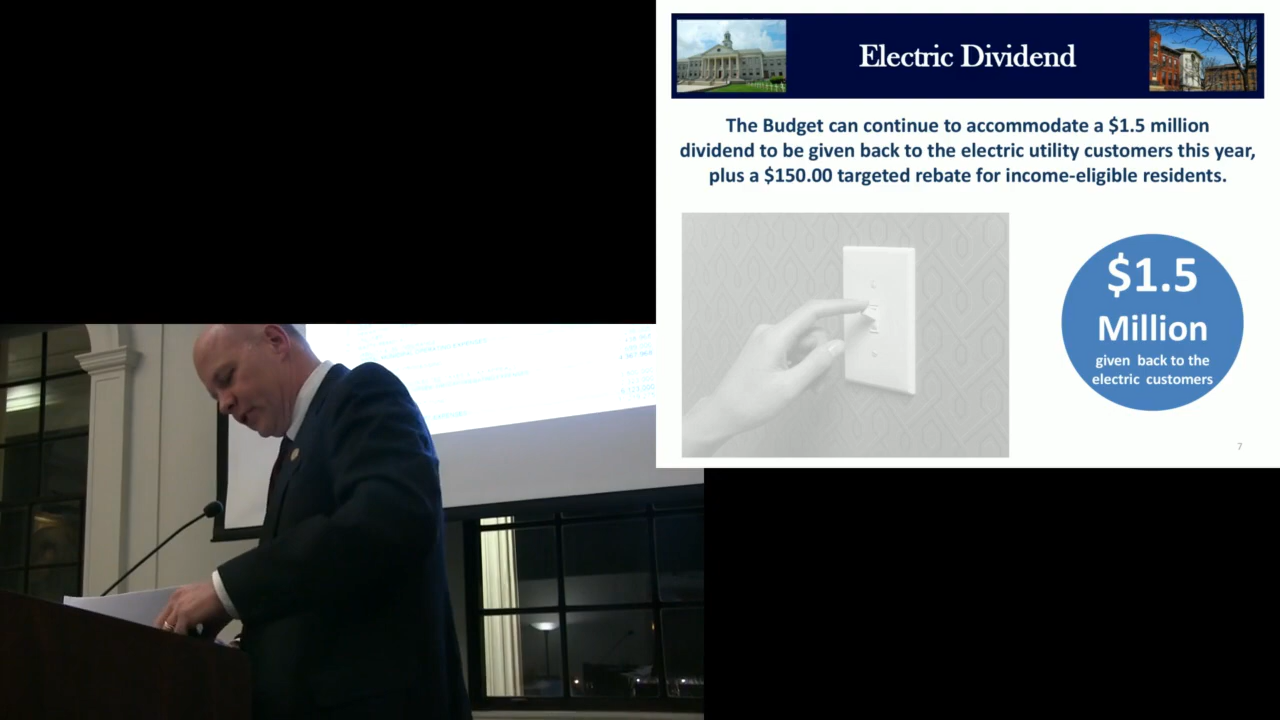 Electric Dividend
The Budget can continue to accommodate a $1.5 million
dividend to be given back to the electric utility customers this year,
plus a $150.00 targeted rebate for income-eligible residents.
$1.5
Million
given back to the
electric customers
7